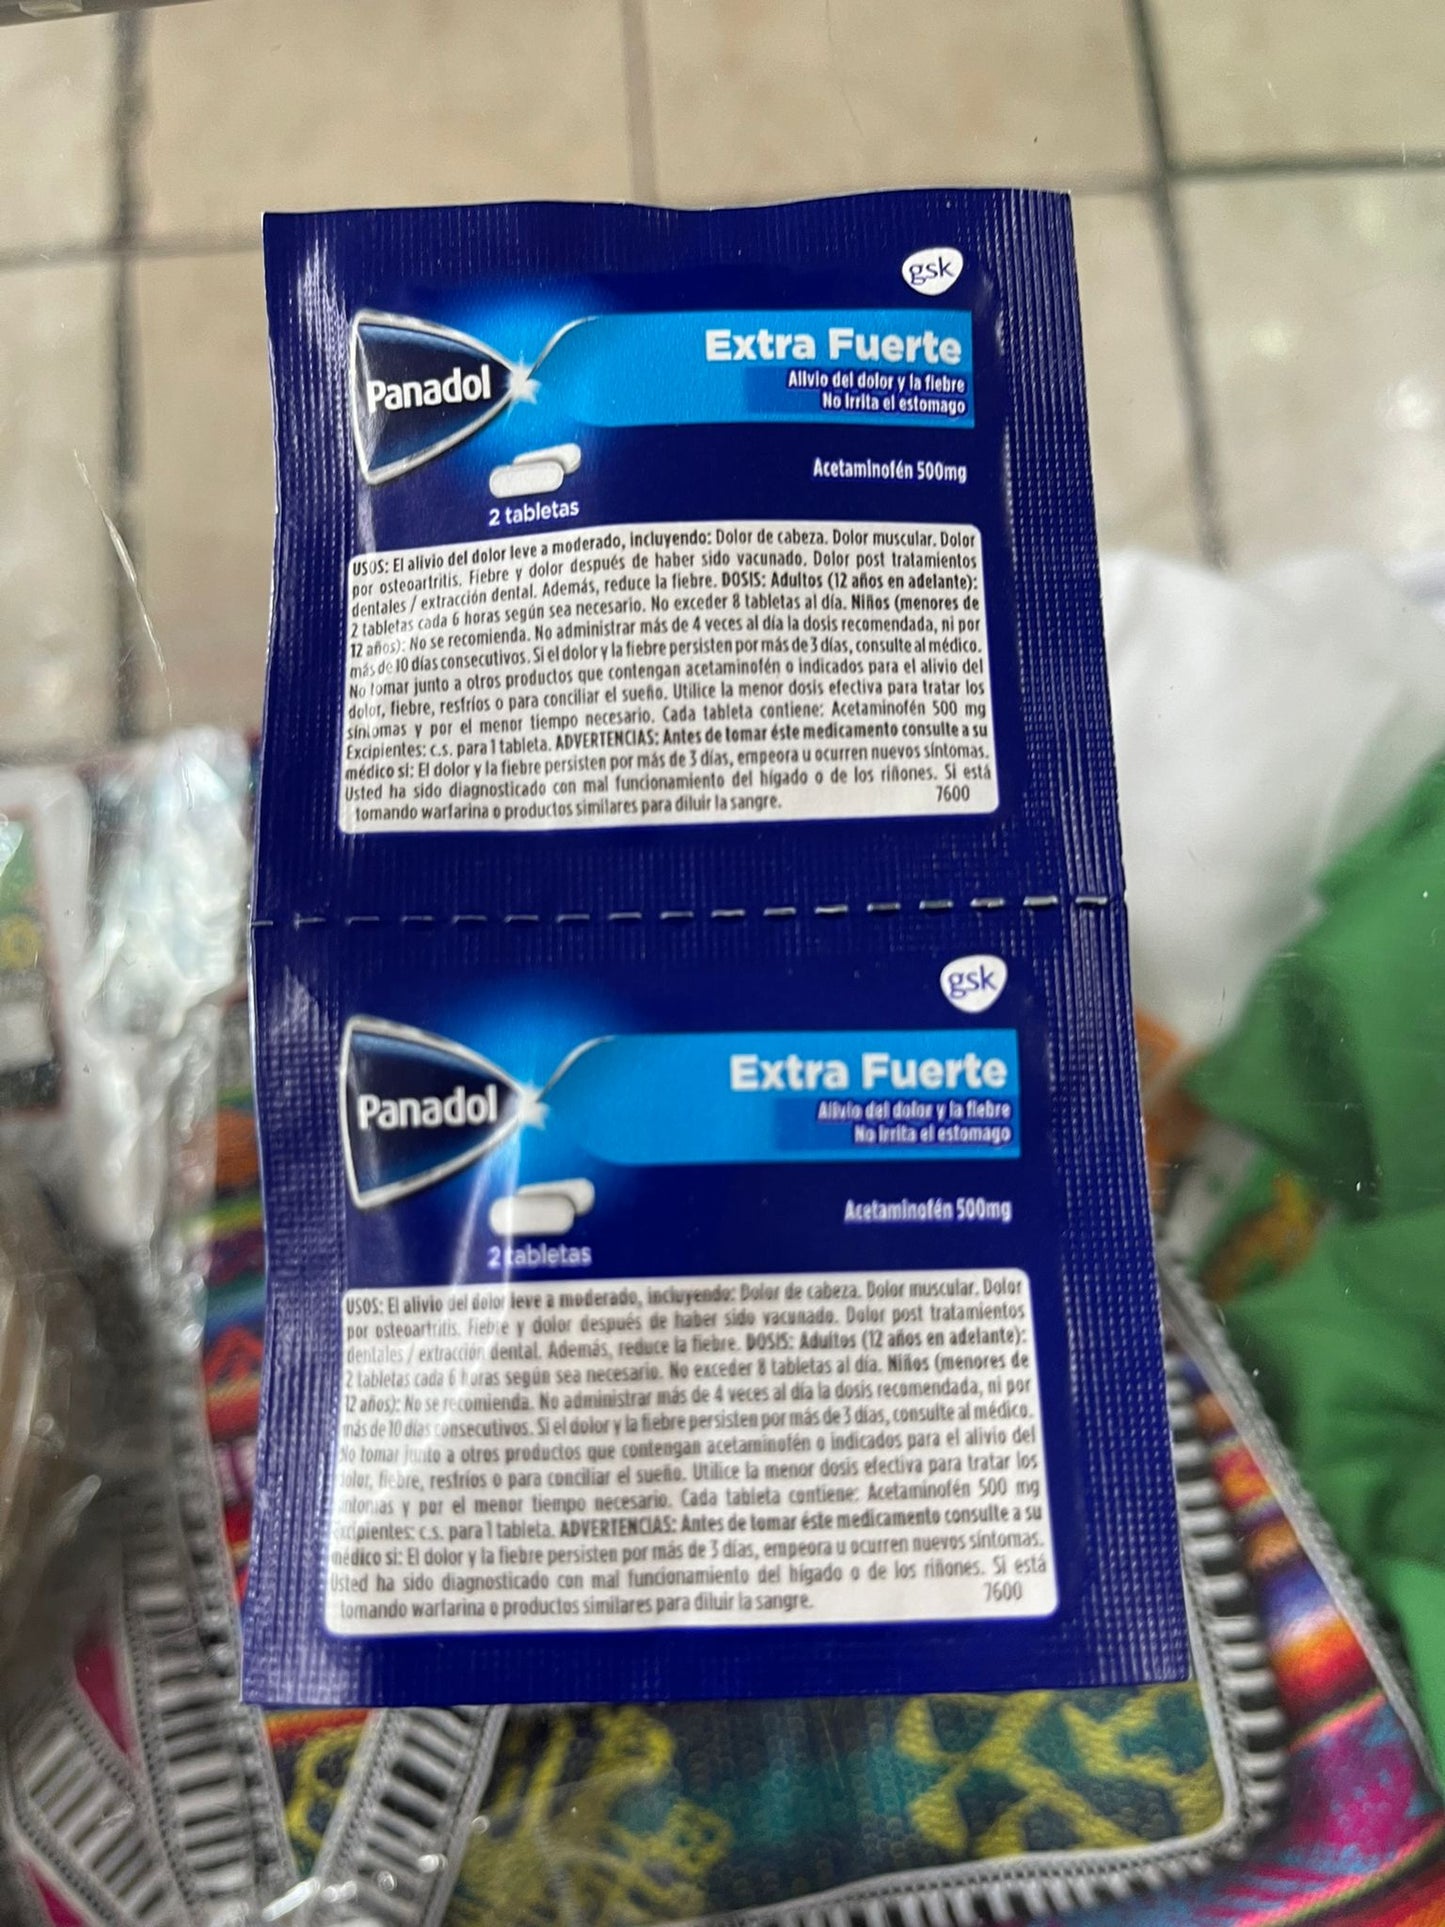 gsk
Panadol
Extra Fuerte
Alivio del dolor y la fiebre
No irrita el estomago
Acetaminofén 500mg
2 tabletas
USOS: El alivio del dolor leve a moderado, incluyendo: Dolor de cabeza. Dolor muscular. Dolor
por osteoartritis. Fiebre y dolor después de haber sido vacunado. Dolor post tratamientos
dentales / extracción dental. Además, reduce la fiebre. DOSIS: Adultos (12 años en adelante):
2 tabletas cada 6 horas según sea necesario. No exceder 8 tabletas al día. Niños (menores de
12 años): No se recomienda. No administrar más de 4 veces al día la dosis recomendada, ni por
más de 10 días consecutivos. Si el dolor y la fiebre persisten por más de 3 días, consulte al médico.
No tomar junto a otros productos que contengan acetaminofén o indicados para el alivio del
dolor, fiebre, resfríos o para conciliar el sueño. Utilice la menor dosis efectiva para tratar los
síntomas y por el menor tiempo necesario. Cada tableta contiene: Acetaminofén 500 mg
Excipientes: c.s. para 1 tableta. ADVERTENCIAS: Antes de tomar éste medicamento consulte a su
médico si: El dolor y la fiebre persisten por más de 3 días, empeora u ocurren nuevos síntomas.
Usted ha sido diagnosticado con mal funcionamiento del hígado o de los riñones. Si está
tomando warfarina o productos similares para diluir la sangre. 7600
gsk
Panadol
Extra Fuerte
Alivio del dolor y la fiebre
No irrita el estomago
Acetaminofén 500mg
2 tabletas
USOS: El alivio del dolor leve a moderado, incluyendo: Dolor de cabeza. Dolor muscular. Dolor
por osteoartritis. Fiebre y dolor después de haber sido vacunado. Dolor post tratamientos
dentales / extracción dental. Además, reduce la fiebre. DOSIS: Adultos (12 años en adelante):
2 tabletas cada 6 horas según sea necesario. No exceder 8 tabletas al día. Niños (menores de
12 años): No se recomienda. No administrar más de 4 veces al día la dosis recomendada, ni por
más de 10 días consecutivos. Si el dolor y la fiebre persisten por más de 3 días, consulte al médico.
No tomar junto a otros productos que contengan acetaminofén o indicados para el alivio del
dolor, fiebre, resfríos o para conciliar el sueño. Utilice la menor dosis efectiva para tratar los
síntomas y por el menor tiempo necesario. Cada tableta contiene: Acetaminofén 500 mg
Excipientes: c.s. para 1 tableta. ADVERTENCIAS: Antes de tomar éste medicamento consulte a su
médico si: El dolor y la fiebre persisten por más de 3 días, empeora u ocurren nuevos síntomas.
Usted ha sido diagnosticado con mal funcionamiento del hígado o de los riñones. Si está
tomando warfarina o productos similares para diluir la sangre. 7600